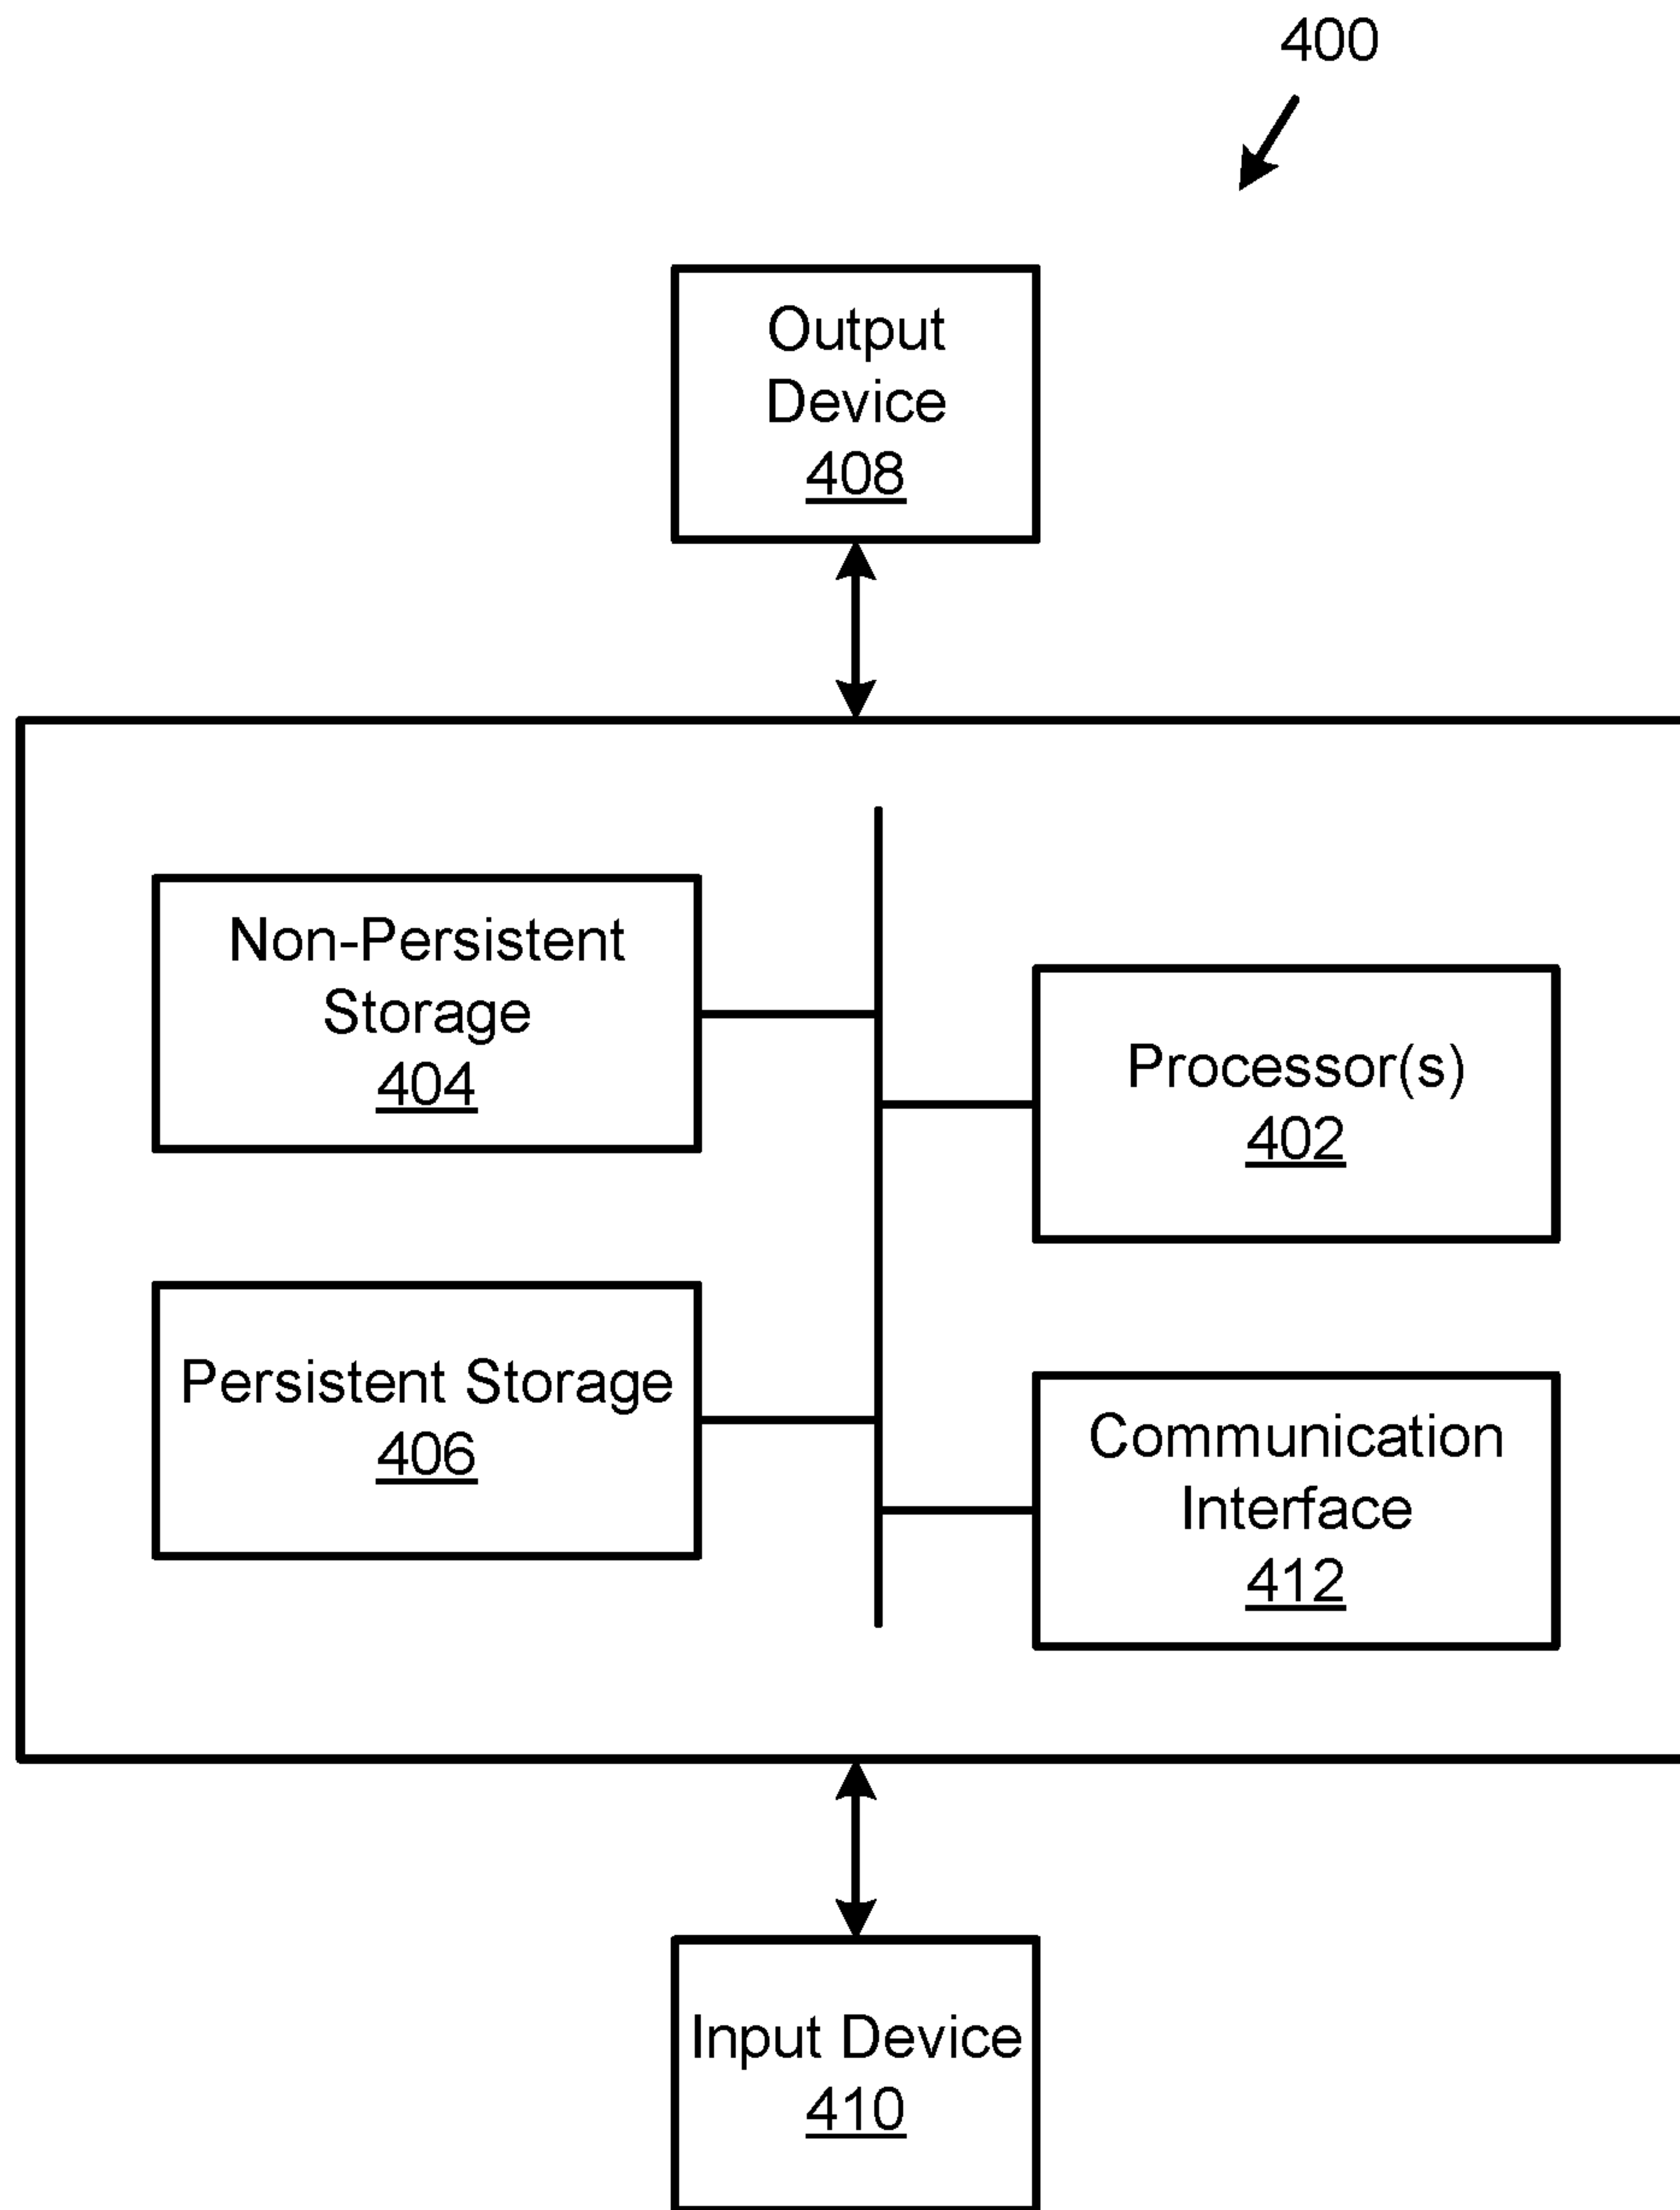 400
Output
Device
408
Non-Persistent
Storage
404
Processor(s)
402
Persistent Storage
406
Communication
Interface
412
Input Device
410